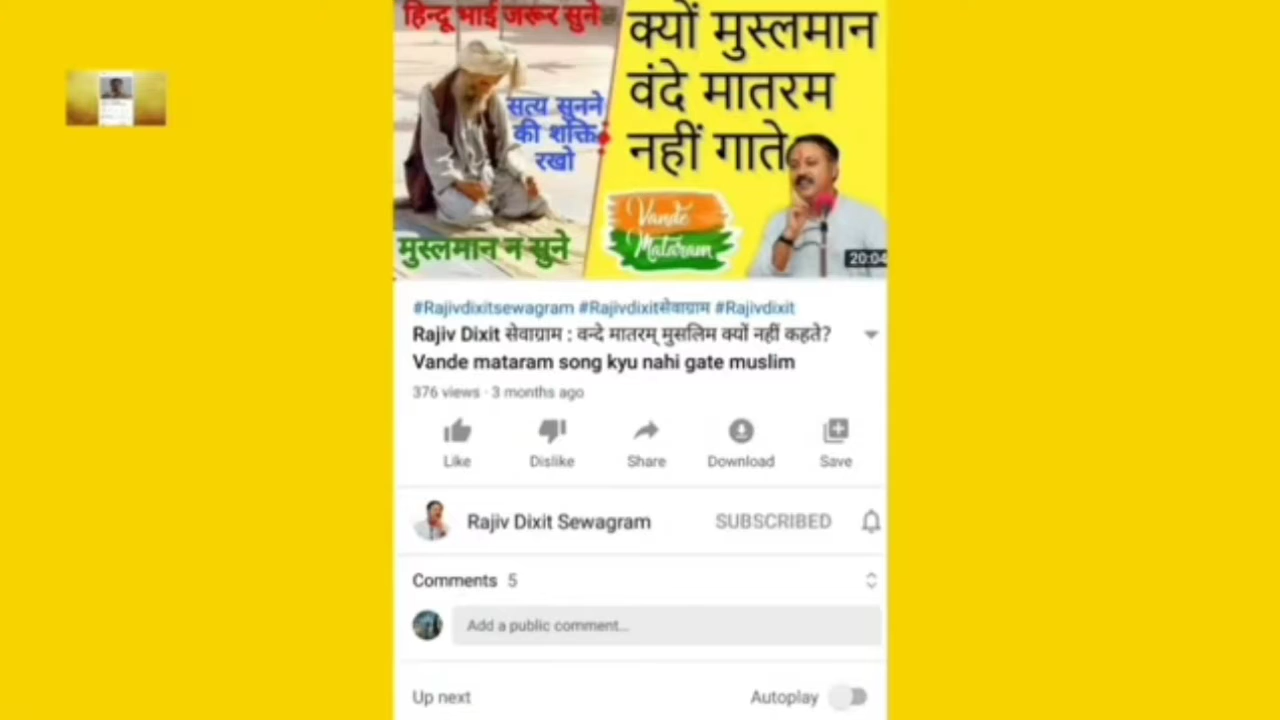 हिन्दू भाई जरूर सुने
सत्य सुनने
की शक्ति
रखो
मुस्लमान न सुने
क्यों मुस्लमान
वंदे मातरम
नहीं गाते
Vande
Mataram
20:04
#Rajivdixitsewagram #Rajivdixitसेवाग्राम #Rajivdixit
Rajiv Dixit सेवाग्राम : वन्दे मातरम् मुसलिम क्यों नहीं कहते?
Vande mataram song kyu nahi gate muslim
376 views · 3 months ago
Like Dislike Share Download Save
Rajiv Dixit Sewagram SUBSCRIBED
Comments 5
Add a public comment...
Up next Autoplay